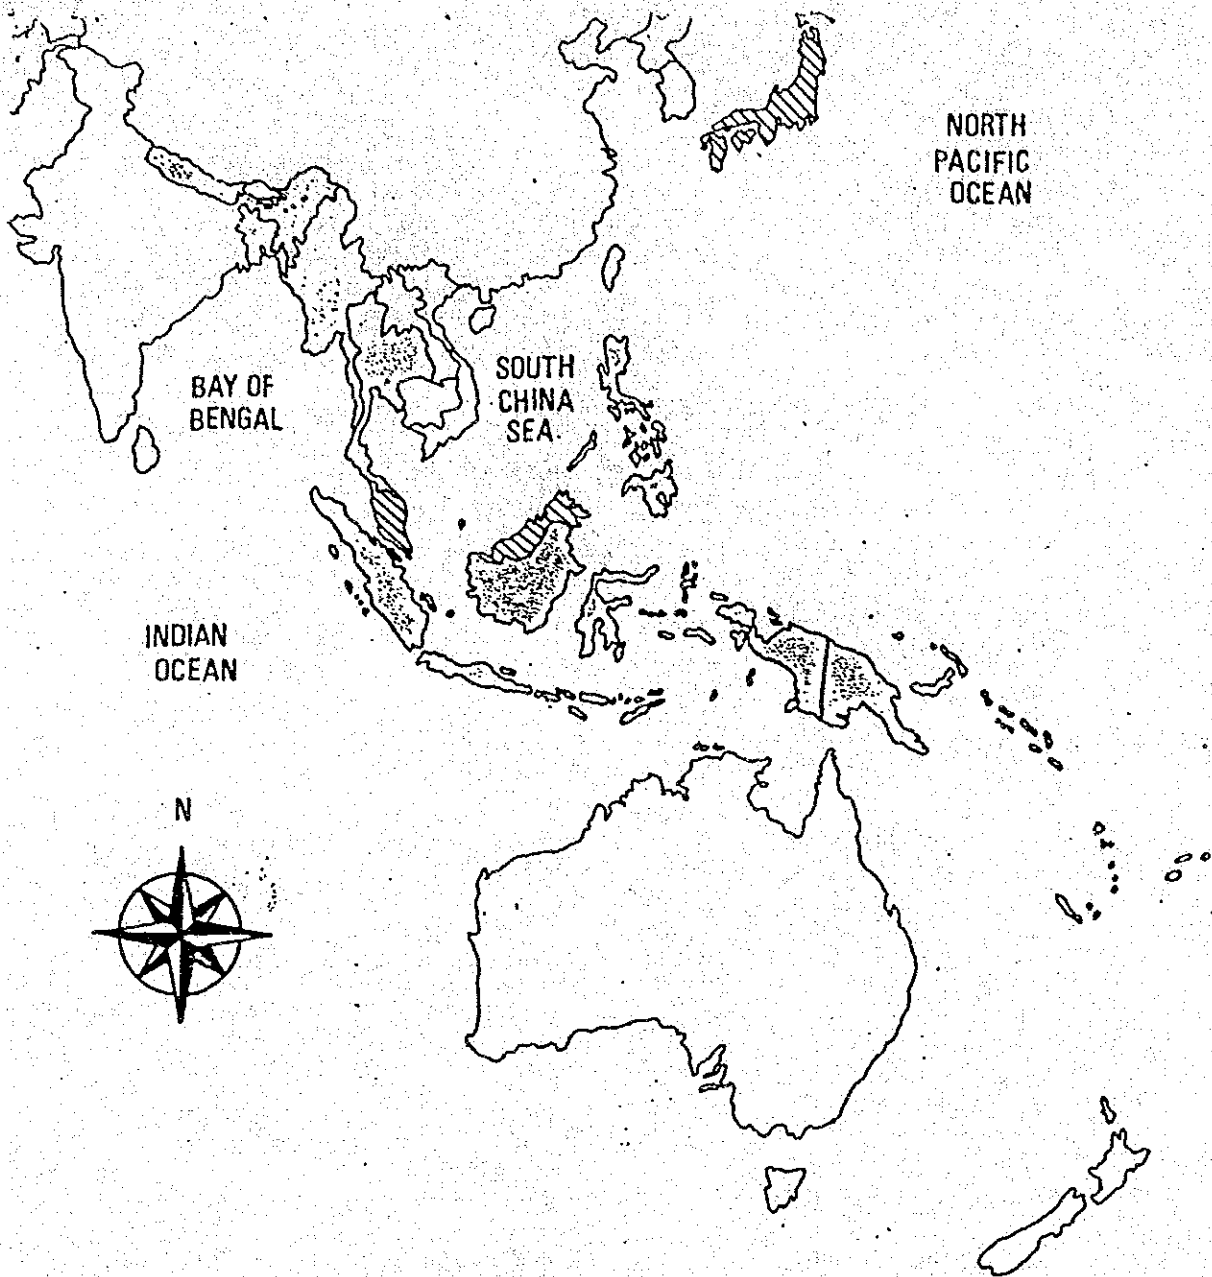 NORTH
PACIFIC
OCEAN
SOUTH
CHINA
SEA
BAY OF
BENGAL
INDIAN
OCEAN
N